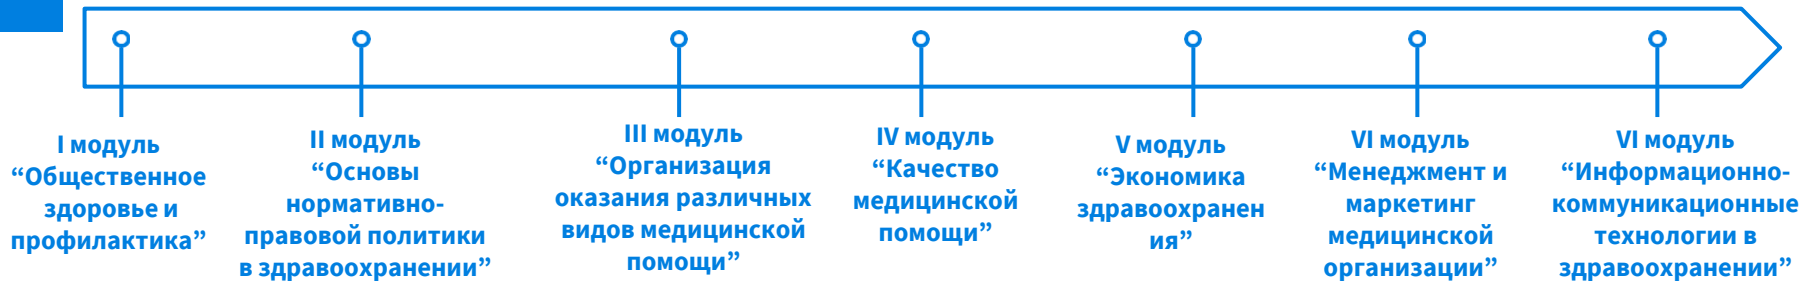 I модуль
“Общественное
здоровье и
профилактика”
II модуль
“Основы
нормативно-
правовой политики
в здравоохранении”
III модуль
“Организация
оказания различных
видов медицинской
помощи”
IV модуль
“Качество
медицинской
помощи”
V модуль
“Экономика
здравоохранен
ия”
VI модуль
“Менеджмент и
маркетинг
медицинской
организации”
VI модуль
“Информационно-
коммуникационные
технологии в
здравоохранении”